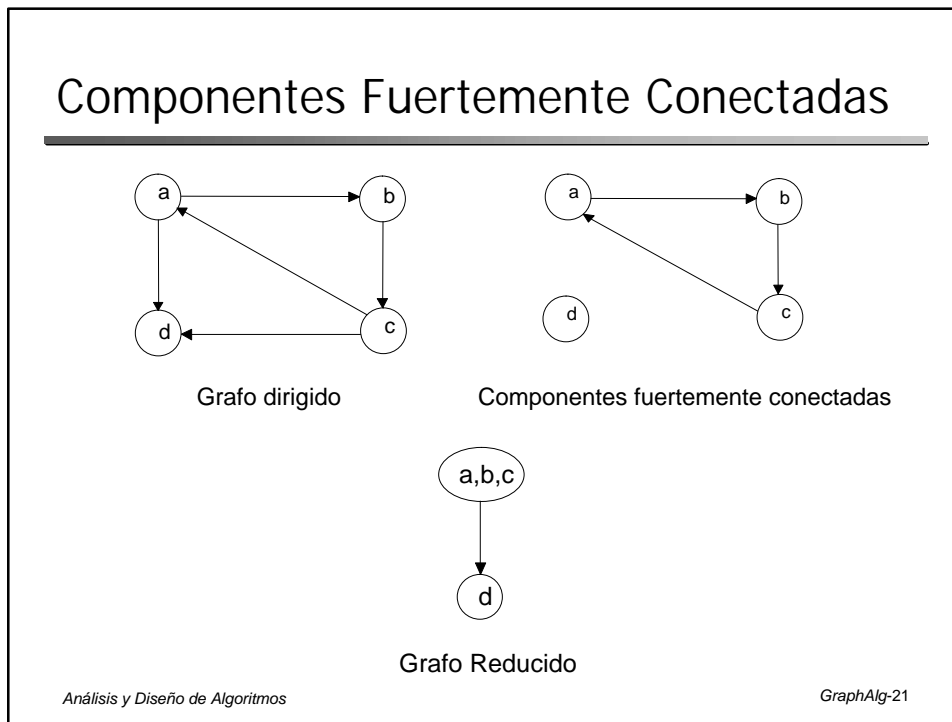 Componentes Fuertemente Conectadas
a b
d c
Grafo dirigido
a b
d c
Componentes fuertemente conectadas
a,b,c
d
Grafo Reducido
Análisis y Diseño de Algoritmos
GraphAlg-21